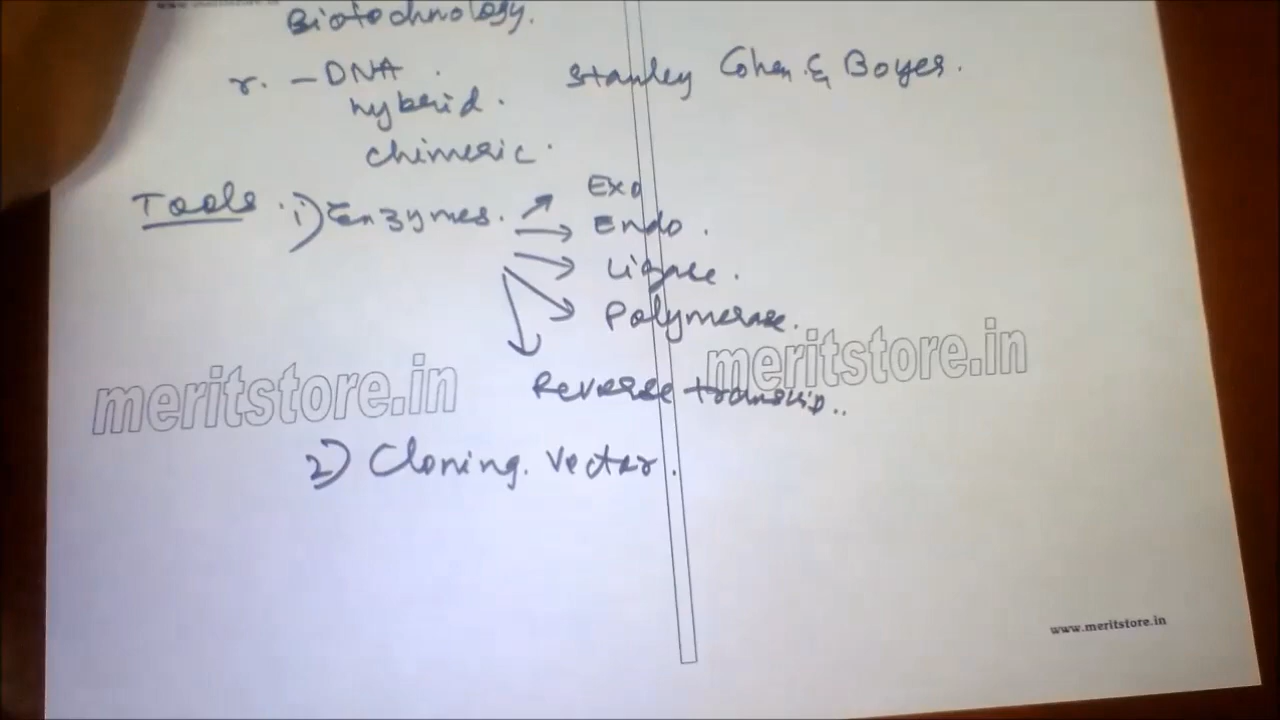 Biotechnology.
r. - DNA . Stanley Cohen & Boyer.
hybrid.
chimeric.
Tools i) Enzymes. Exo
Endo.
Ligase.
Polymerase.
meritstore.in meritstore.in
Reverse transcrip..
2) Cloning. Vector.
www.meritstore.in